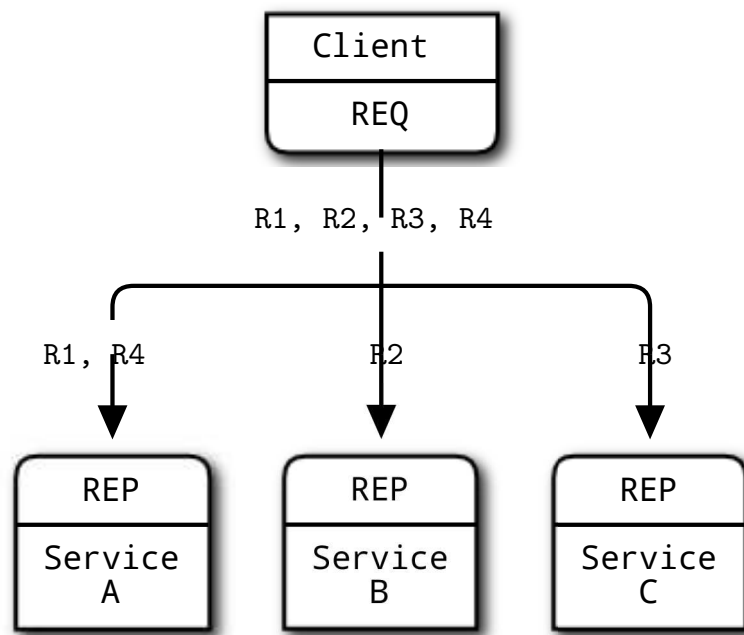 Client
REQ
R1, R2, R3, R4
R1, R4
R2
R3
REP
REP
REP
Service
A
Service
B
Service
C